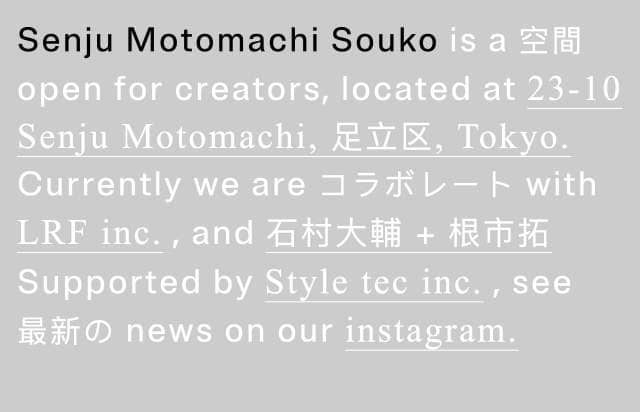 Senju Motomachi Souko is a 空間
open for creators, located at 23-10
Senju Motomachi, 足立区, Tokyo.
Currently we are コラボレート with
LRF inc. , and 石村大輔 + 根市拓
Supported by Style tec inc. , see
最新の news on our instagram.